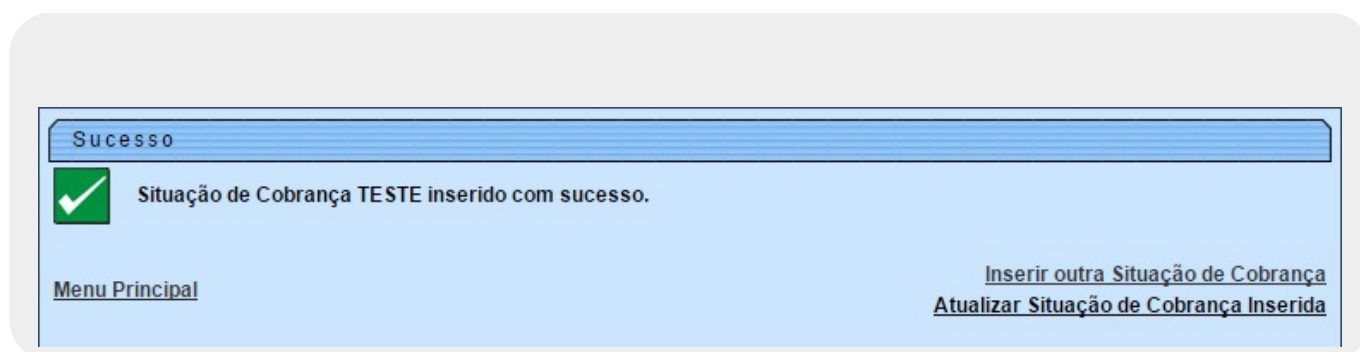 Sucesso
Situação de Cobrança TESTE inserido com sucesso.
Menu Principal
Inserir outra Situação de Cobrança
Atualizar Situação de Cobrança Inserida